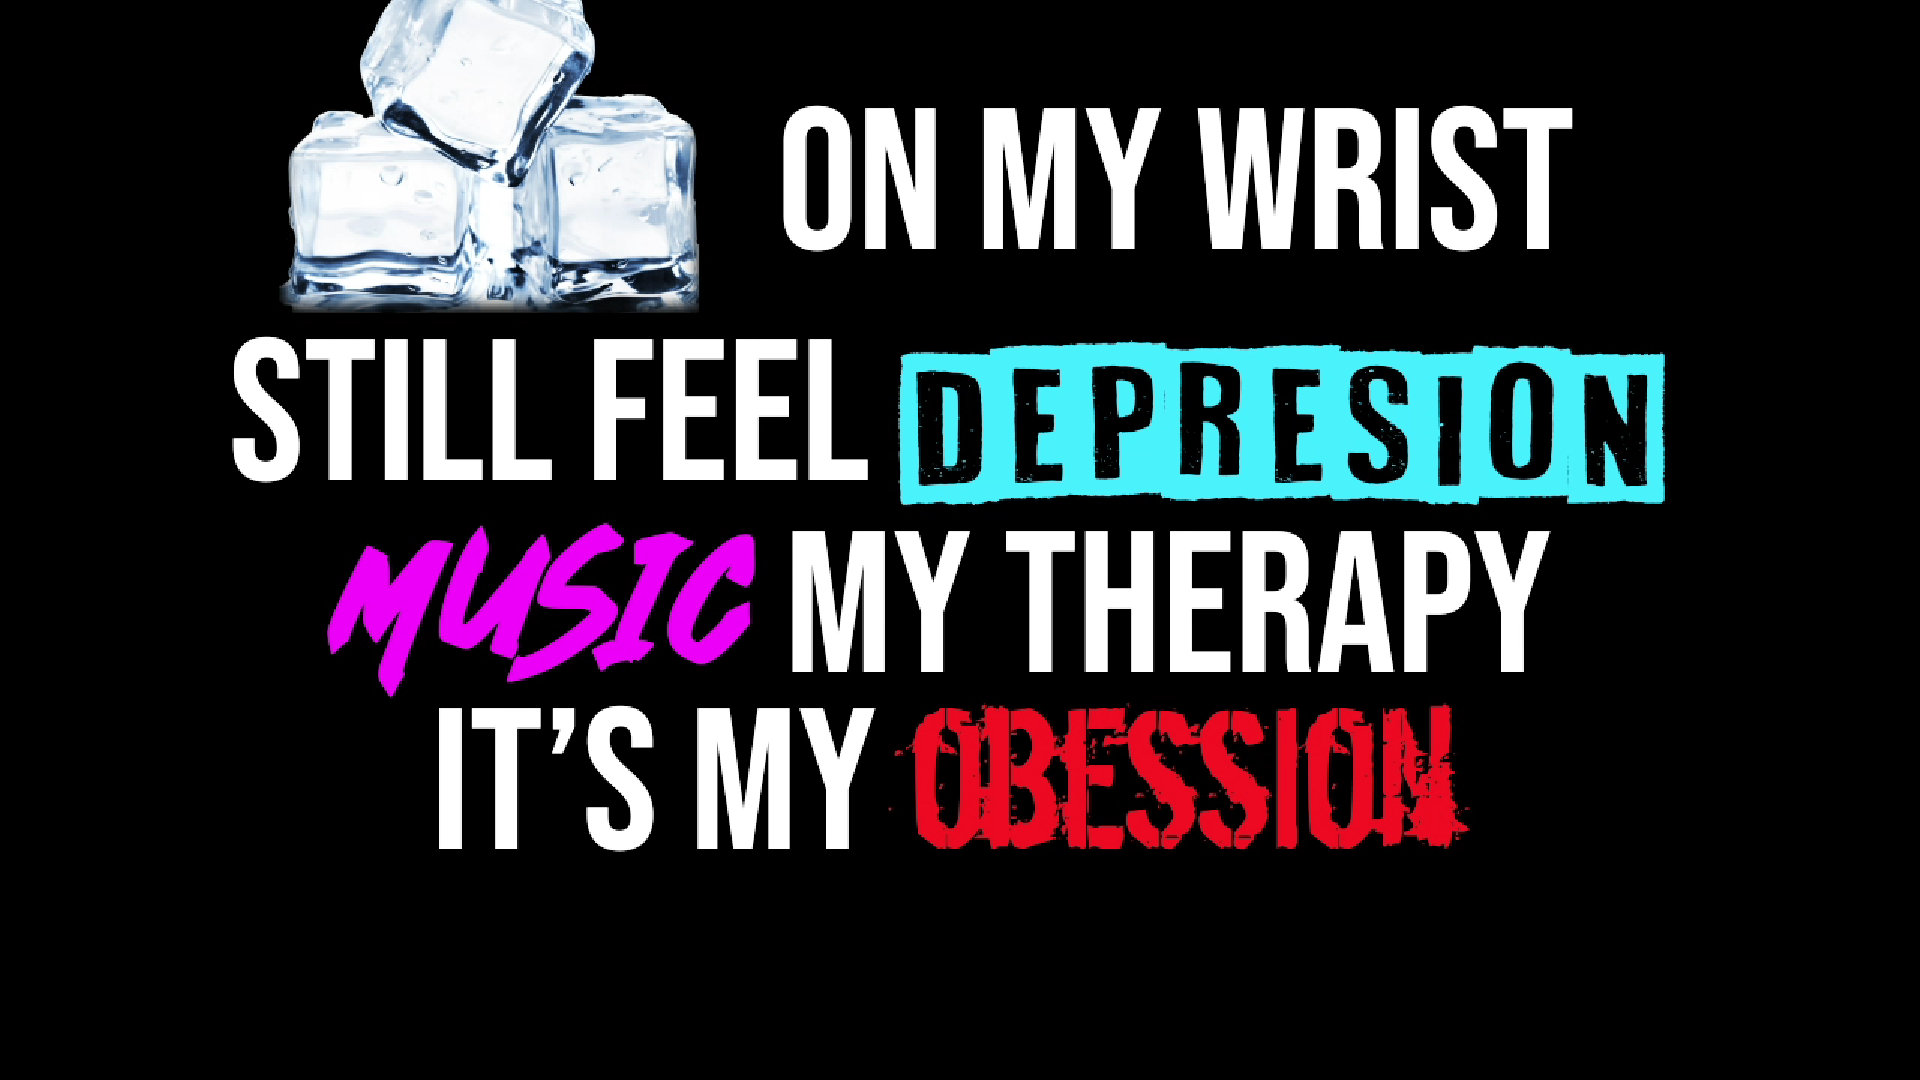 ON MY WRIST
STILL FEEL DEPRESION
MUSIC MY THERAPY
IT'S MY OBESSION